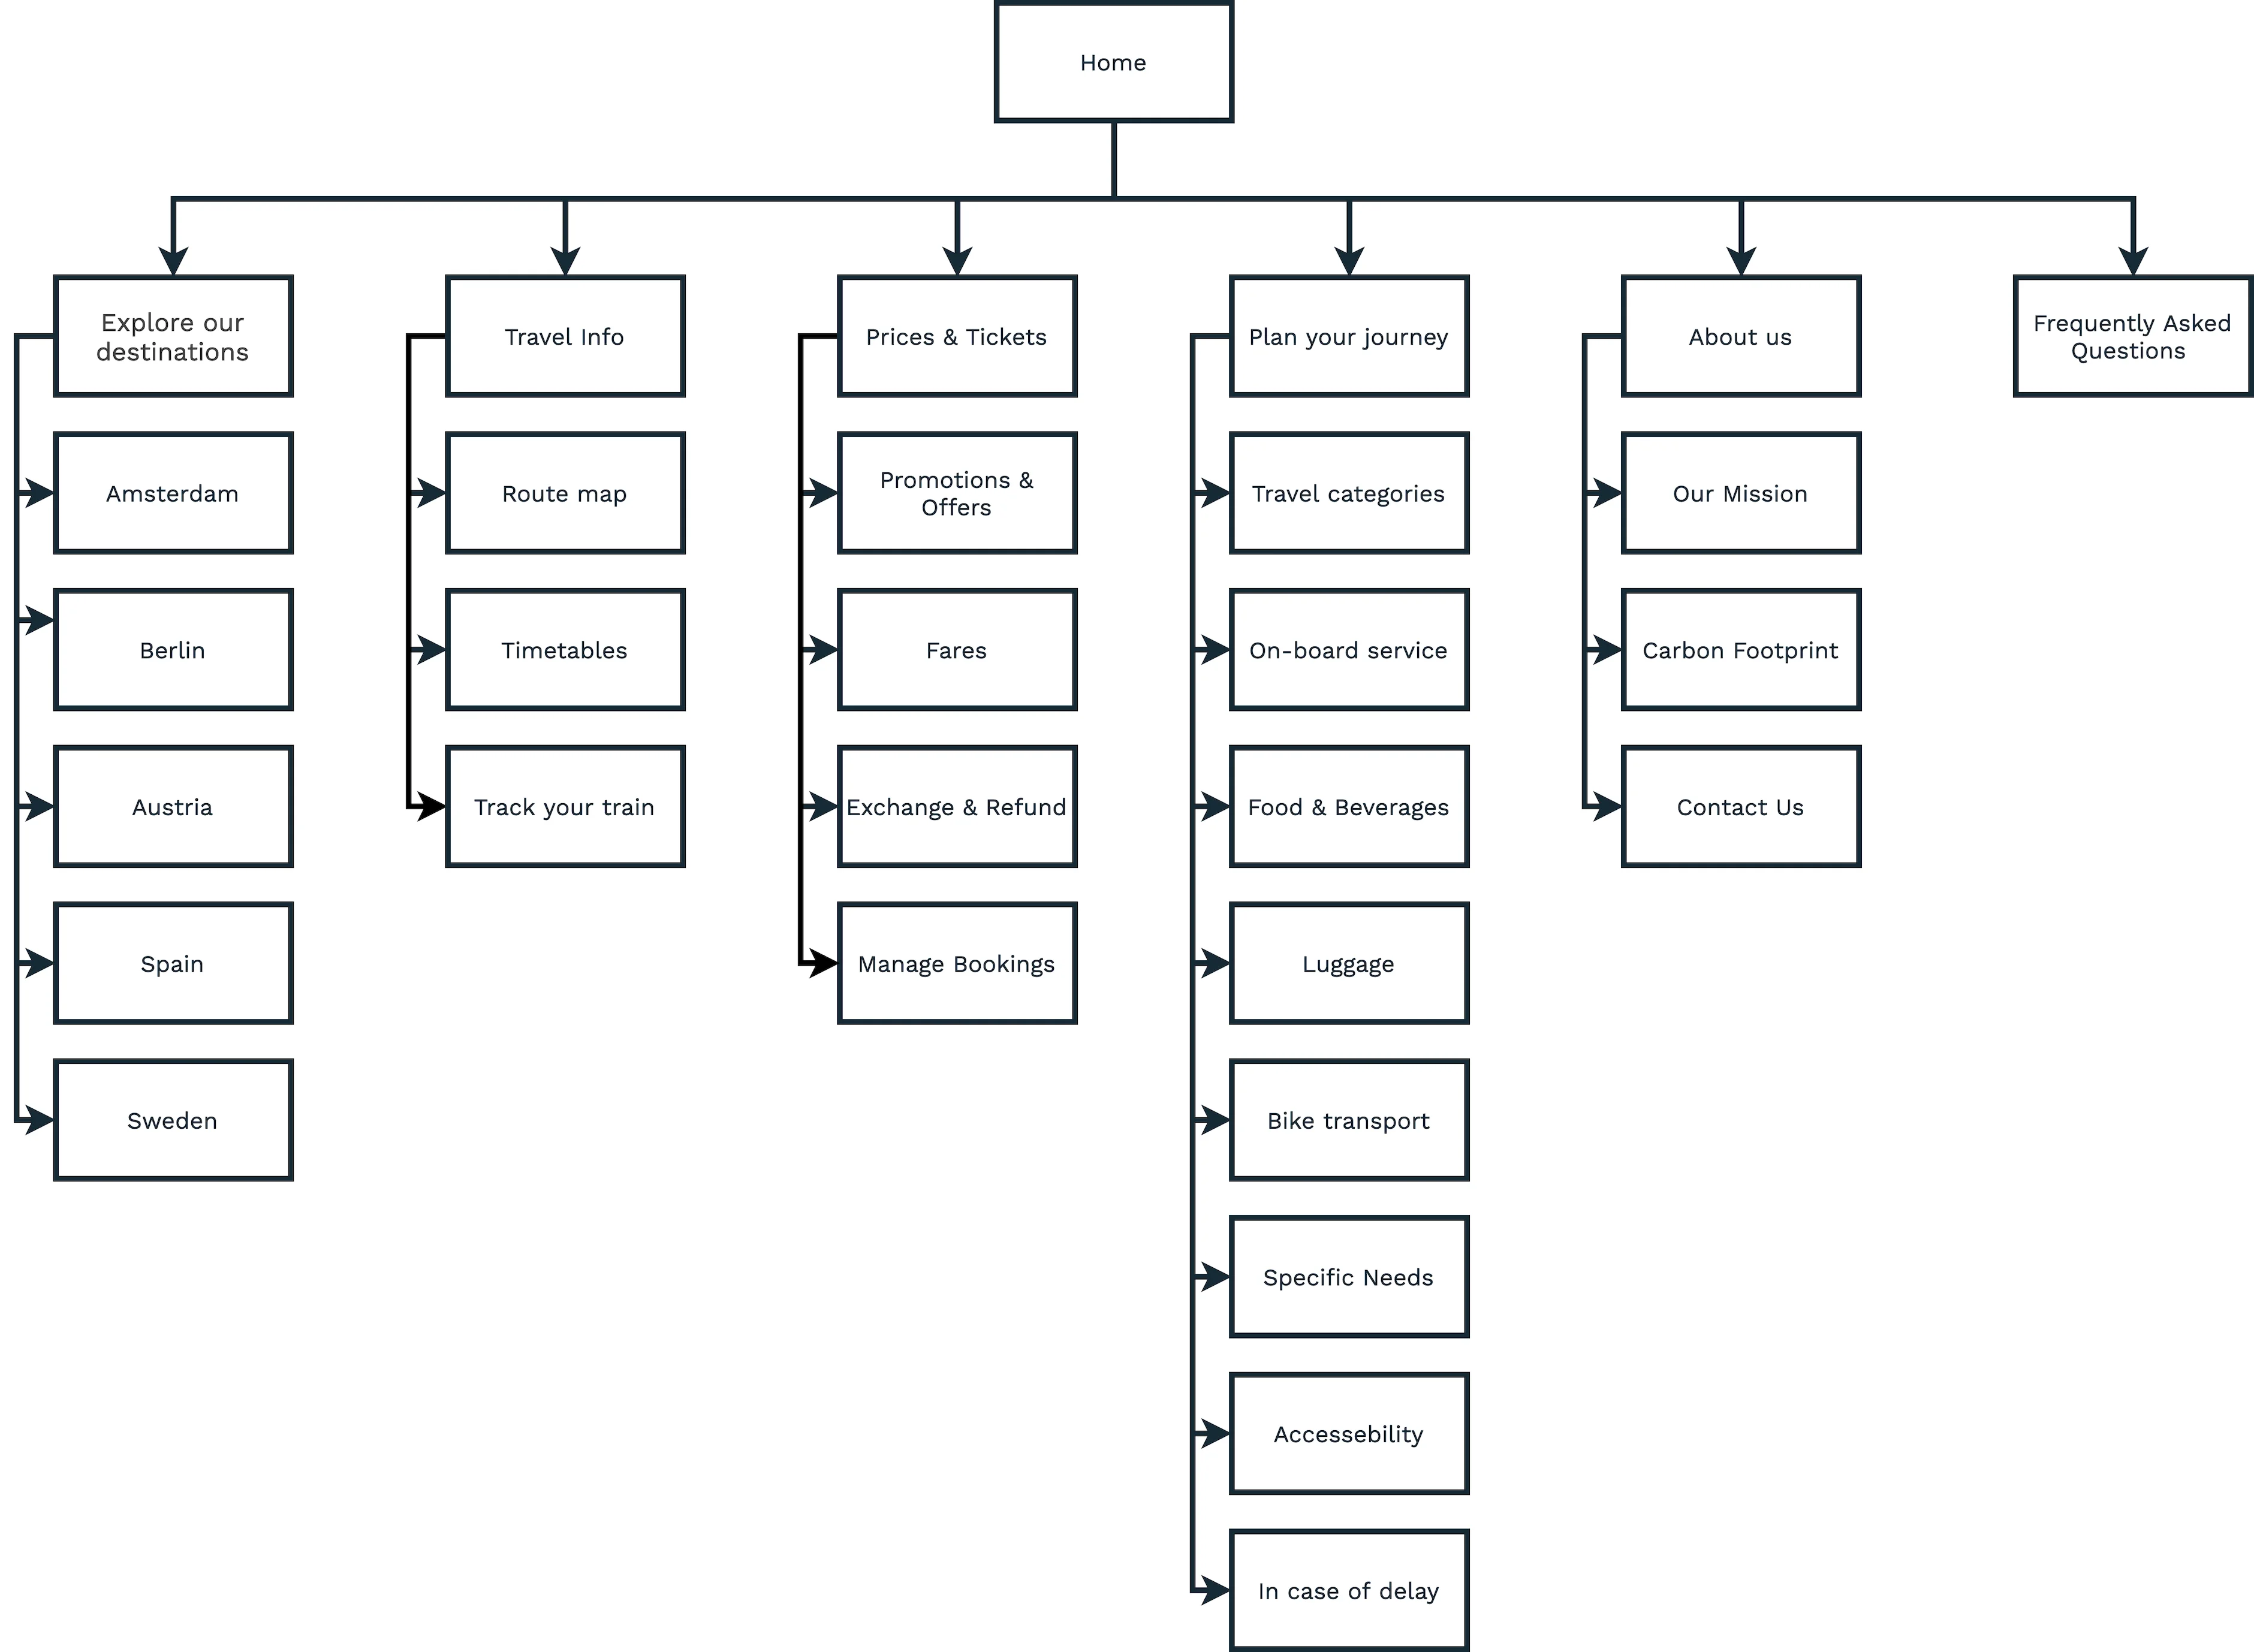 Home
Explore our
destinations
Travel Info
Prices & Tickets
Plan your journey
About us
Frequently Asked
Questions
Amsterdam
Route map
Promotions &
Offers
Travel categories
Our Mission
Berlin
Timetables
Fares
On-board service
Carbon Footprint
Austria
Track your train
Exchange & Refund
Food & Beverages
Contact Us
Spain
Manage Bookings
Luggage
Sweden
Bike transport
Specific Needs
Accessebility
In case of delay